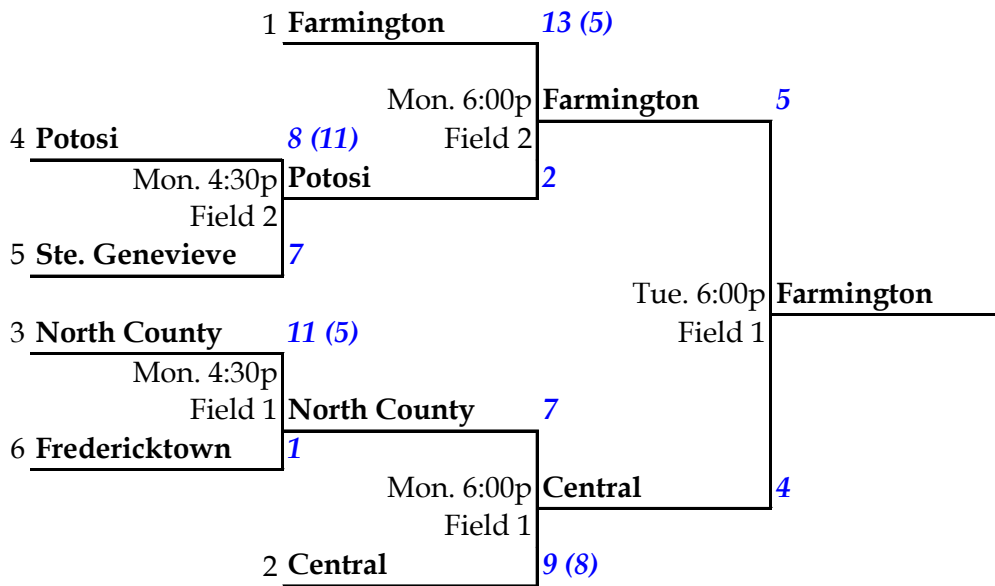 1 Farmington 13 (5)
Mon. 6:00p Farmington 5
4 Potosi 8 (11) Field 2
Mon. 4:30p Potosi 2
Field 2
5 Ste. Genevieve 7
Tue. 6:00p Farmington
3 North County 11 (5) Field 1
Mon. 4:30p
Field 1 North County 7
6 Fredericktown 1
Mon. 6:00p Central 4
Field 1
2 Central 9 (8)